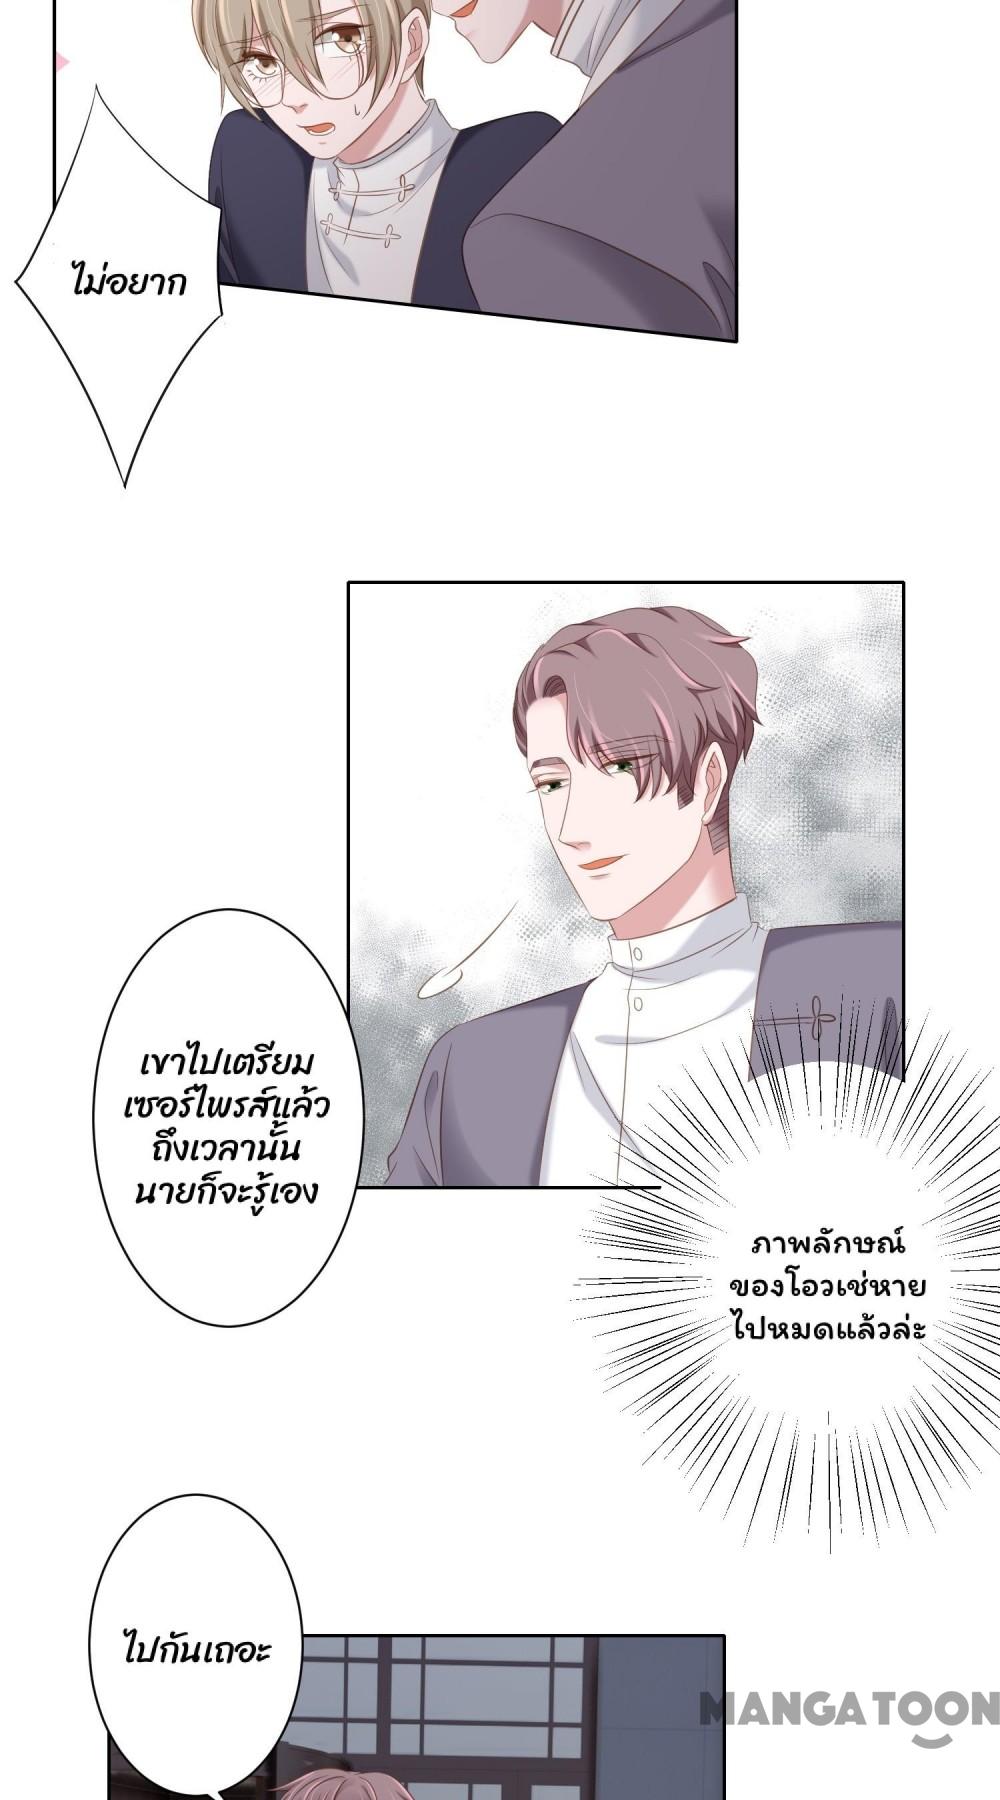 ไม่อยาก
เขาไปเตรียม
เซอร์ไพรส์แล้ว
ถึงเวลานั้น
นายก็จะรู้เอง
ภาพลักษณ์
ของโอวเช่หาย
ไปหมดแล้วล่ะ
ไปกันเถอะ
MANGATOON